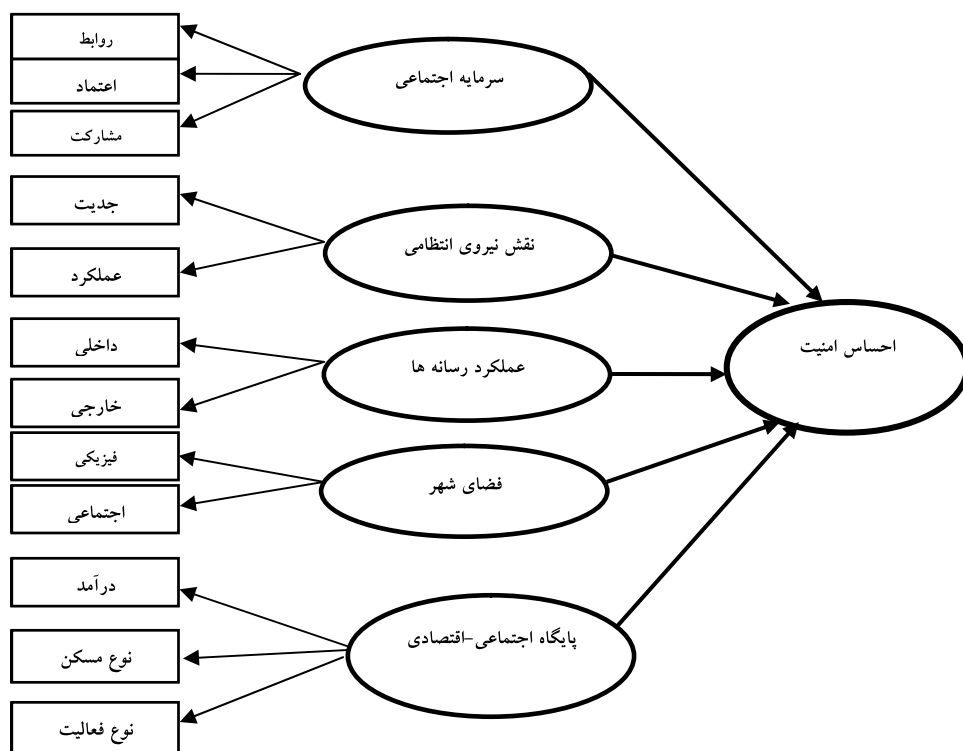 سرمایه اجتماعی
روابط
اعتماد
مشارکت
نقش نیروی انتظامی
جدیت
عملکرد
عملکرد رسانه ها
داخلی
خارجی
فضای شهر
فیزیکی
اجتماعی
پایگاه اجتماعی-اقتصادی
درآمد
نوع مسکن
نوع فعالیت
احساس امنیت